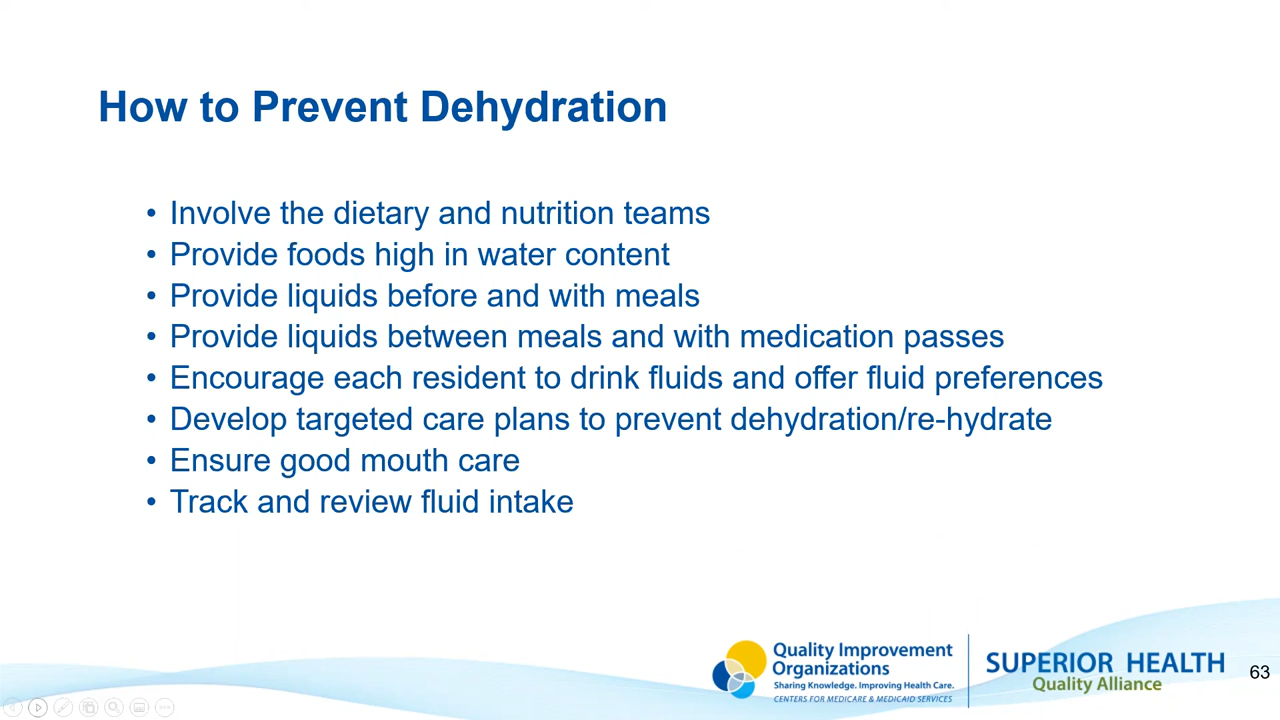 How to Prevent Dehydration
• Involve the dietary and nutrition teams
• Provide foods high in water content
• Provide liquids before and with meals
• Provide liquids between meals and with medication passes
• Encourage each resident to drink fluids and offer fluid preferences
• Develop targeted care plans to prevent dehydration/re-hydrate
• Ensure good mouth care
• Track and review fluid intake
Quality Improvement
Organizations
Sharing Knowledge. Improving Health Care.
CENTERS FOR MEDICARE & MEDICAID SERVICES
SUPERIOR HEALTH
Quality Alliance
63